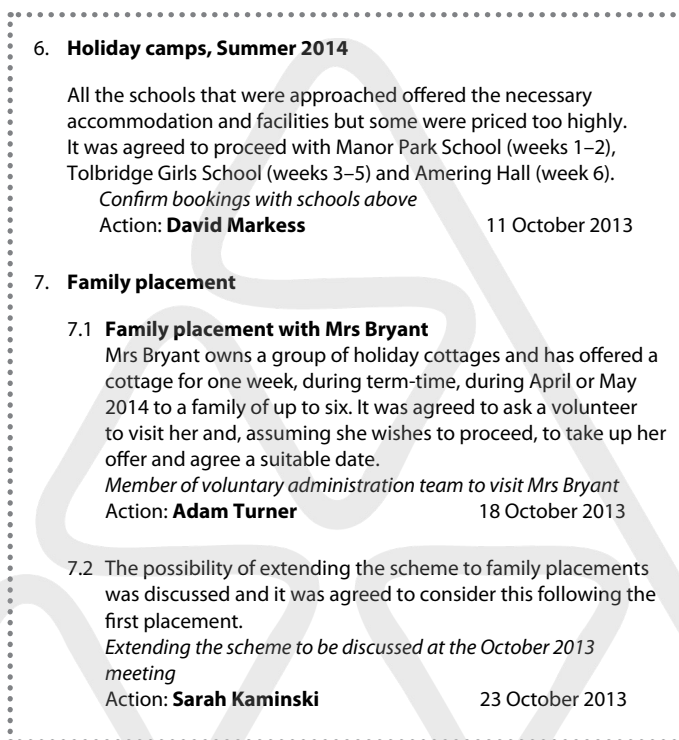 6. Holiday camps, Summer 2014
All the schools that were approached offered the necessary
accommodation and facilities but some were priced too highly.
It was agreed to proceed with Manor Park School (weeks 1–2),
Tolbridge Girls School (weeks 3–5) and Amering Hall (week 6).
Confirm bookings with schools above
Action: David Markess 11 October 2013
7. Family placement
7.1 Family placement with Mrs Bryant
Mrs Bryant owns a group of holiday cottages and has offered a
cottage for one week, during term-time, during April or May
2014 to a family of up to six. It was agreed to ask a volunteer
to visit her and, assuming she wishes to proceed, to take up her
offer and agree a suitable date.
Member of voluntary administration team to visit Mrs Bryant
Action: Adam Turner 18 October 2013
7.2 The possibility of extending the scheme to family placements
was discussed and it was agreed to consider this following the
first placement.
Extending the scheme to be discussed at the October 2013
meeting
Action: Sarah Kaminski 23 October 2013